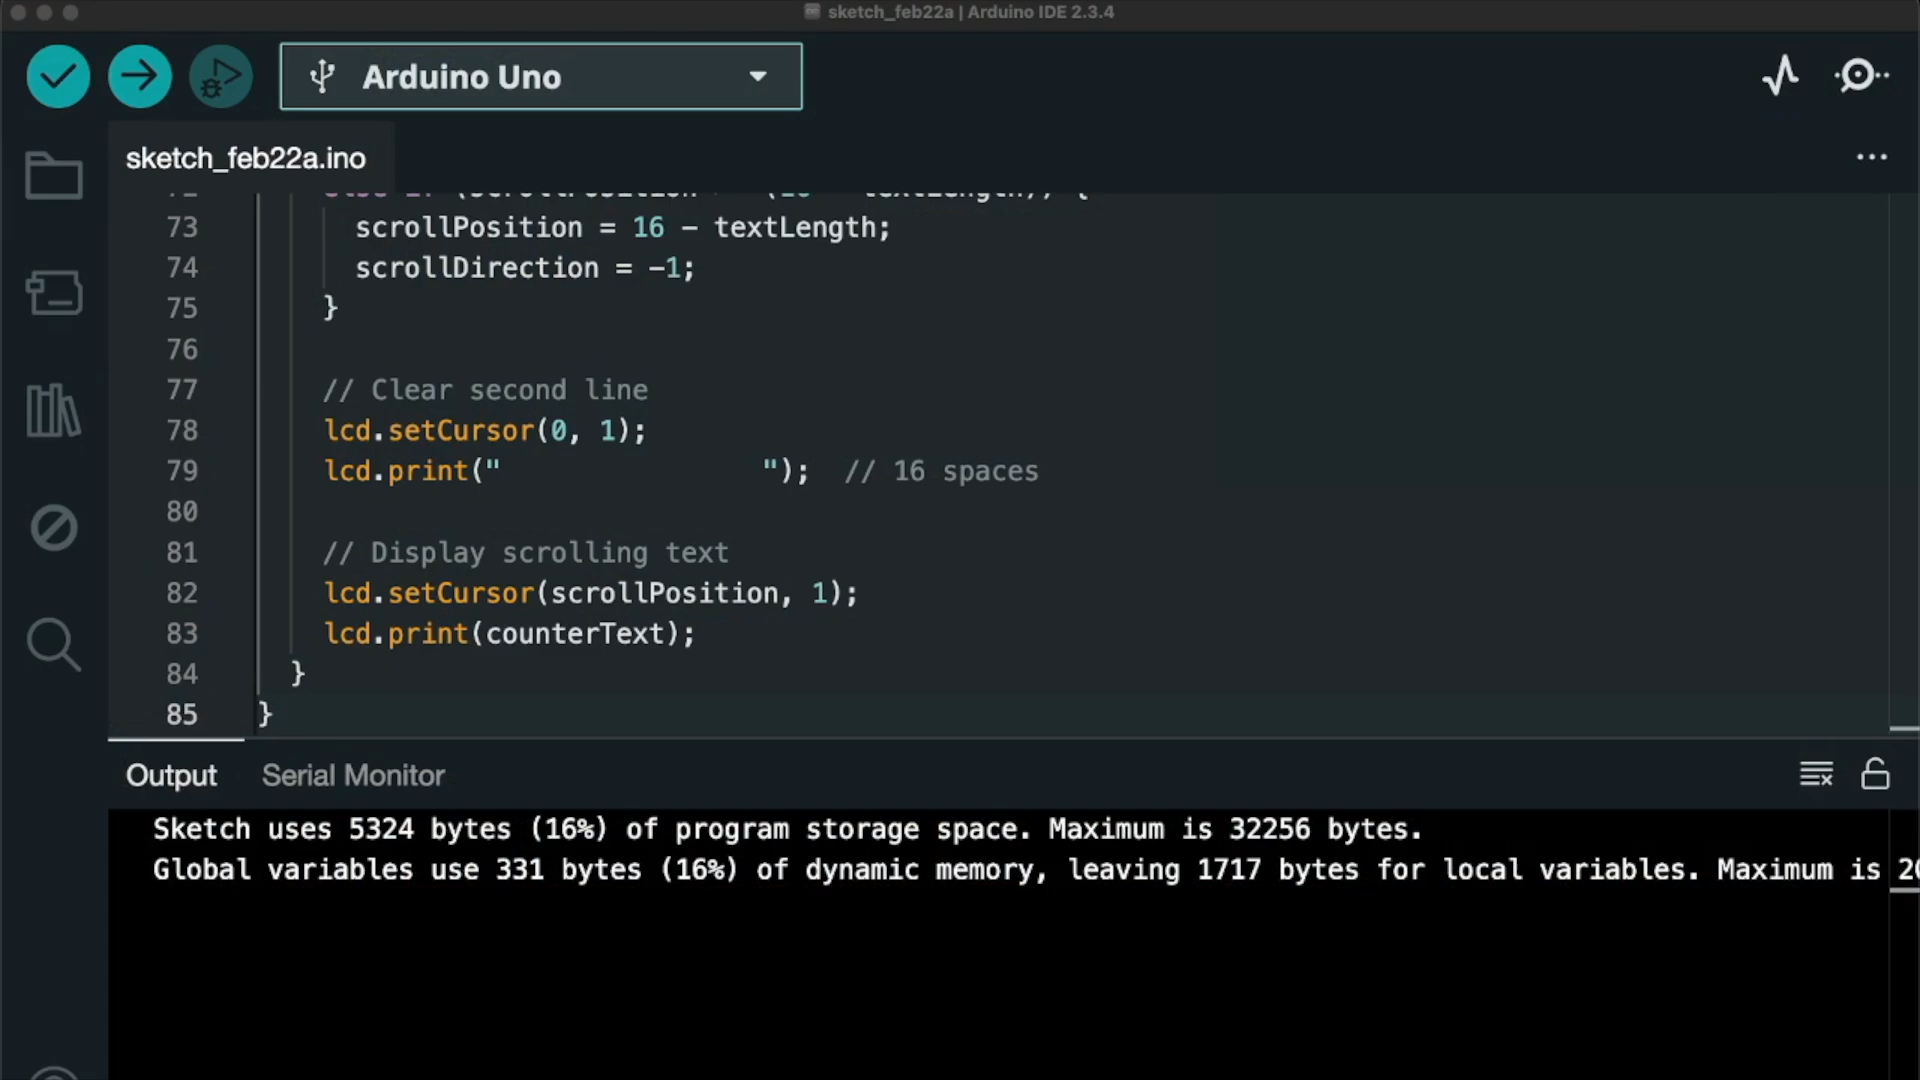 sketch_feb22a | Arduino IDE 2.3.4
Arduino Uno
sketch_feb22a.ino
73 scrollPosition = 16 - textLength;
74 scrollDirection = -1;
75 }
76
77 // Clear second line
78 lcd.setCursor(0, 1);
79 lcd.print("                "); // 16 spaces
80
81 // Display scrolling text
82 lcd.setCursor(scrollPosition, 1);
83 lcd.print(counterText);
84 }
85 }
Output Serial Monitor
Sketch uses 5324 bytes (16%) of program storage space. Maximum is 32256 bytes.
Global variables use 331 bytes (16%) of dynamic memory, leaving 1717 bytes for local variables. Maximum is